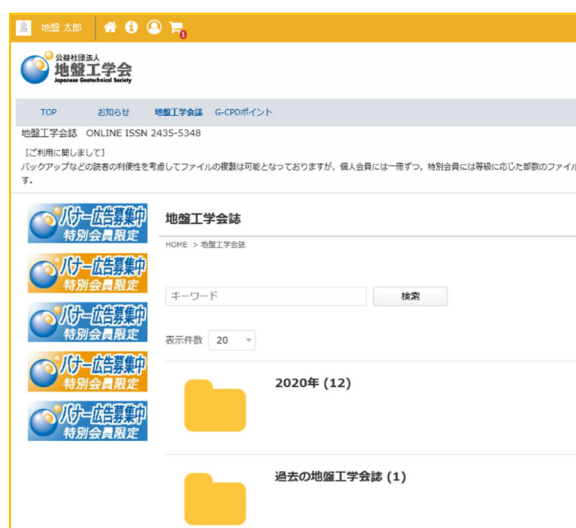 地盤 太郎
1
公益社団法人
地盤工学会
Japanese Geotechnical Society
TOP お知らせ 地盤工学会誌 G-CPDポイント
地盤工学会誌 ONLINE ISSN 2435-5348
[ご利用に関しまして]
バックアップなどの読者の利便性を考慮してファイルの複製は可能となっておりますが，個人会員には一冊ずつ，特別会員には等級に応じた部数のファイル
す．
バナー広告募集中
特別会員限定
バナー広告募集中
特別会員限定
バナー広告募集中
特別会員限定
バナー広告募集中
特別会員限定
バナー広告募集中
特別会員限定
地盤工学会誌
HOME > 地盤工学会誌
キーワード 検索
表示件数 20
2020年 (12)
過去の地盤工学会誌 (1)